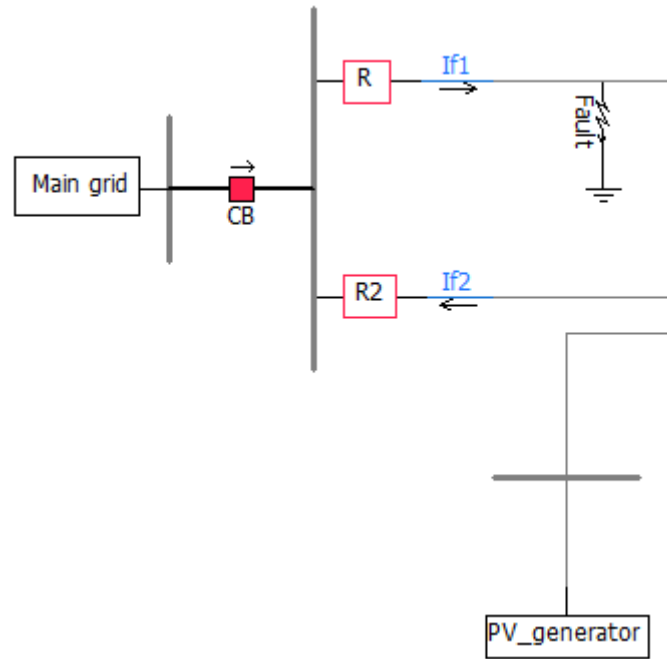 If1
R
Fault
Main grid
CB
If2
R2
PV_generator